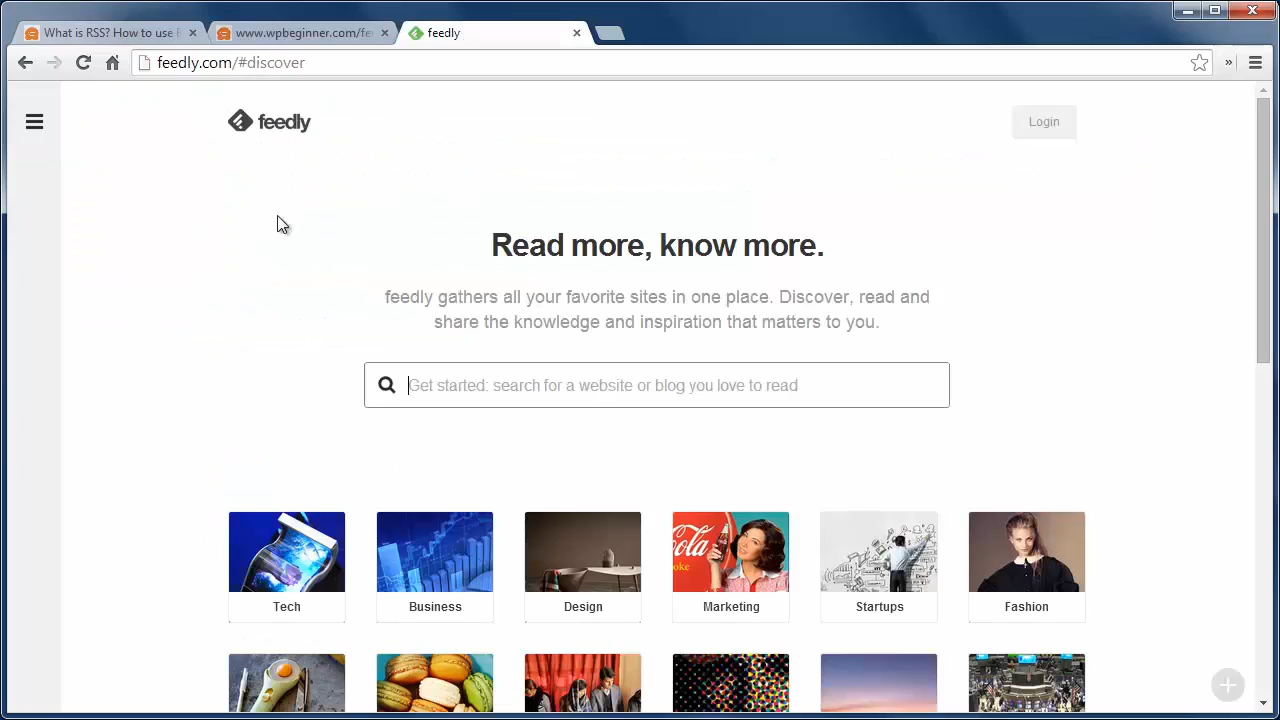 What is RSS? How to use
www.wpbeginner.com/fe
feedly
feedly.com/#discover
feedly
Login
Read more, know more.
feedly gathers all your favorite sites in one place. Discover, read and
share the knowledge and inspiration that matters to you.
Get started: search for a website or blog you love to read
Coca-Cola
oke
Tech
Business
Design
Marketing
Startups
Fashion